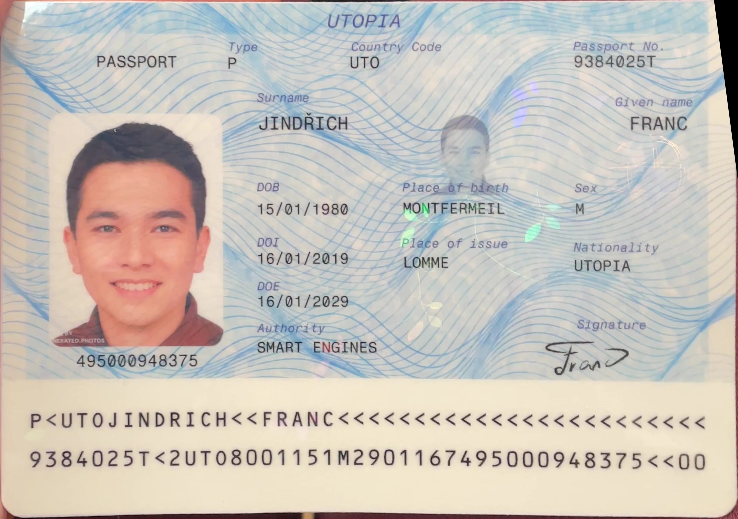 UTOPIA
PASSPORT
Type
P
Country Code
UTO
Passport No.
9384025T
Surname
JINDŘICH
Given name
FRANC
DOB
15/01/1980
Place of birth
MONTFERMEIL
Sex
M
DOI
16/01/2019
Place of issue
LOMME
Nationality
UTOPIA
DOE
16/01/2029
Authority
SMART ENGINES
Signature
Franc
495000948375
P<UTOJINDRICH<<FRANC<<<<<<<<<<<<<<<<<<<<<<<<
9384025T<2UTO8001151M2901167495000948375<<00